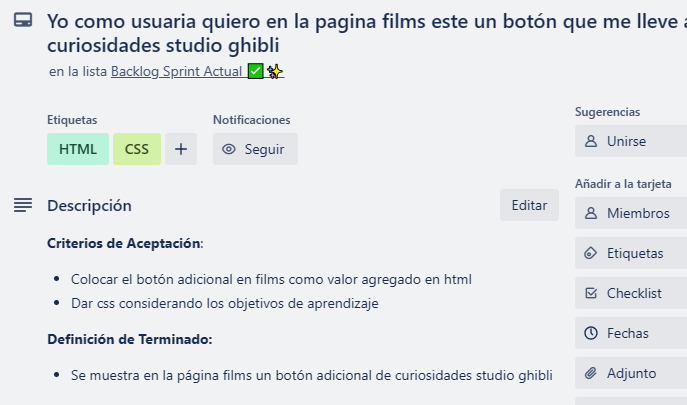 Yo como usuaria quiero en la pagina films este un botón que me lleve a
curiosidades studio ghibli
en la lista Backlog Sprint Actual ✅✨
Etiquetas
Notificaciones
HTML
CSS
+
Seguir
Sugerencias
Unirse
Añadir a la tarjeta
Miembros
Etiquetas
Checklist
Fechas
Adjunto
Descripción
Editar
Criterios de Aceptación:
• Colocar el botón adicional en films como valor agregado en html
• Dar css considerando los objetivos de aprendizaje
Definición de Terminado:
• Se muestra en la página films un botón adicional de curiosidades studio ghibli